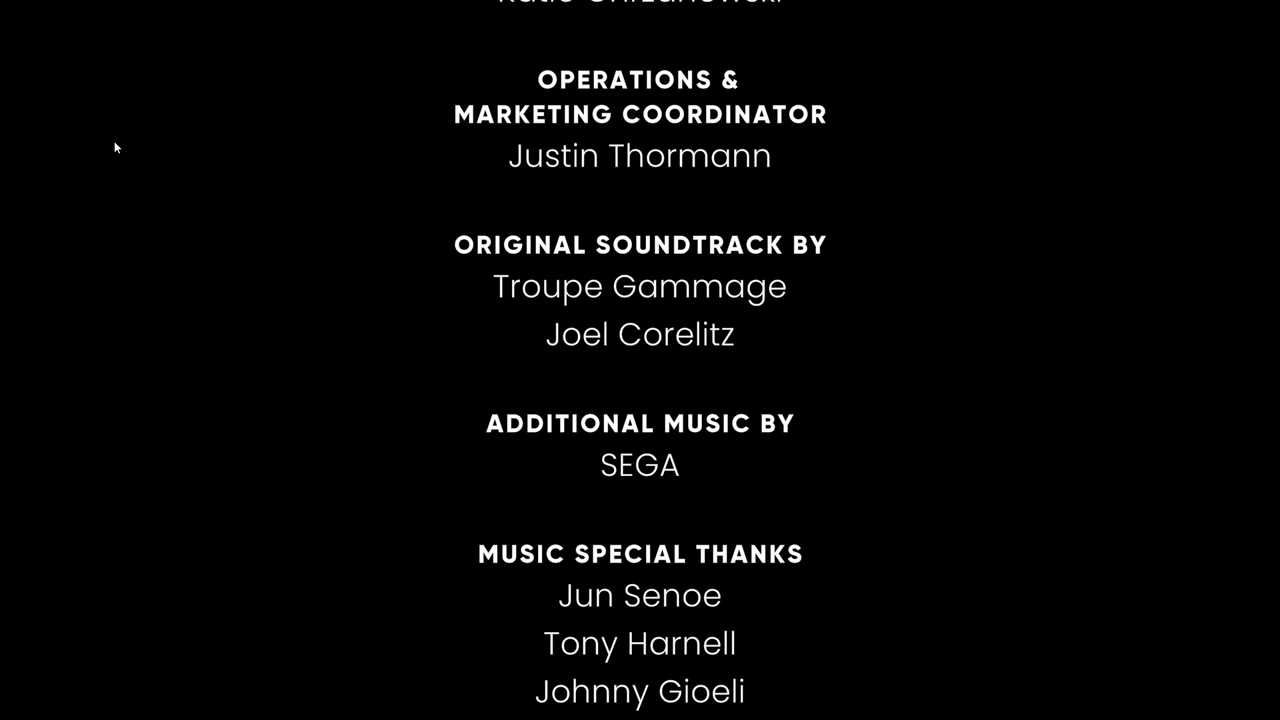 OPERATIONS &
MARKETING COORDINATOR
Justin Thormann
ORIGINAL SOUNDTRACK BY
Troupe Gammage
Joel Corelitz
ADDITIONAL MUSIC BY
SEGA
MUSIC SPECIAL THANKS
Jun Senoe
Tony Harnell
Johnny Gioeli